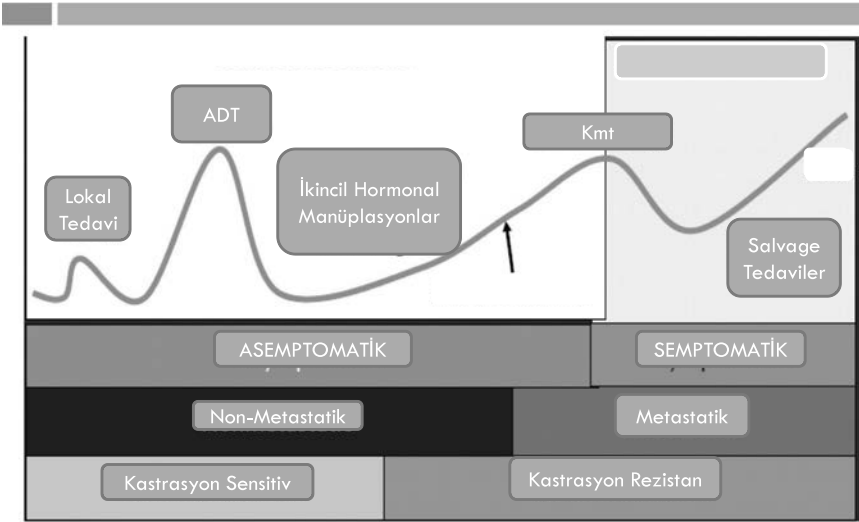 ADT
Kmt
Lokal
Tedavi
İkincil Hormonal
Manüplasyonlar
Salvage
Tedaviler
ASEMPTOMATİK
SEMPTOMATİK
Non-Metastatik
Metastatik
Kastrasyon Sensitiv
Kastrasyon Rezistan